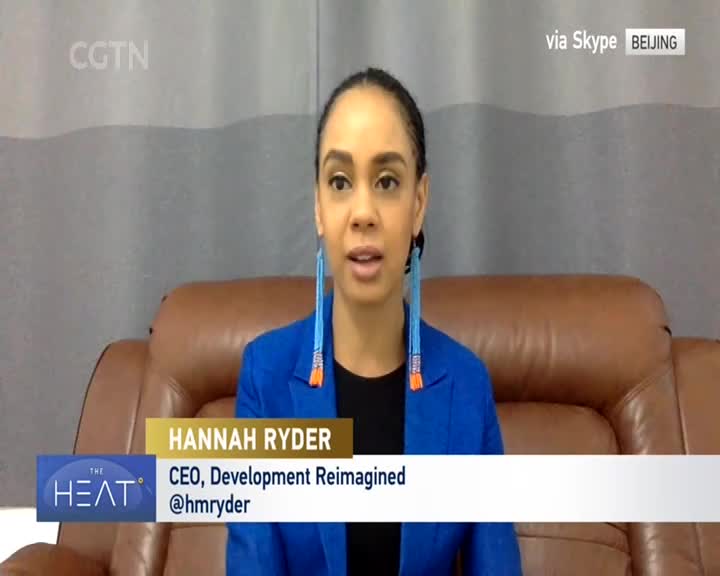 CGTN
via Skype BEIJING
HANNAH RYDER
CEO, Development Reimagined
@hmryder
THE
HEAT